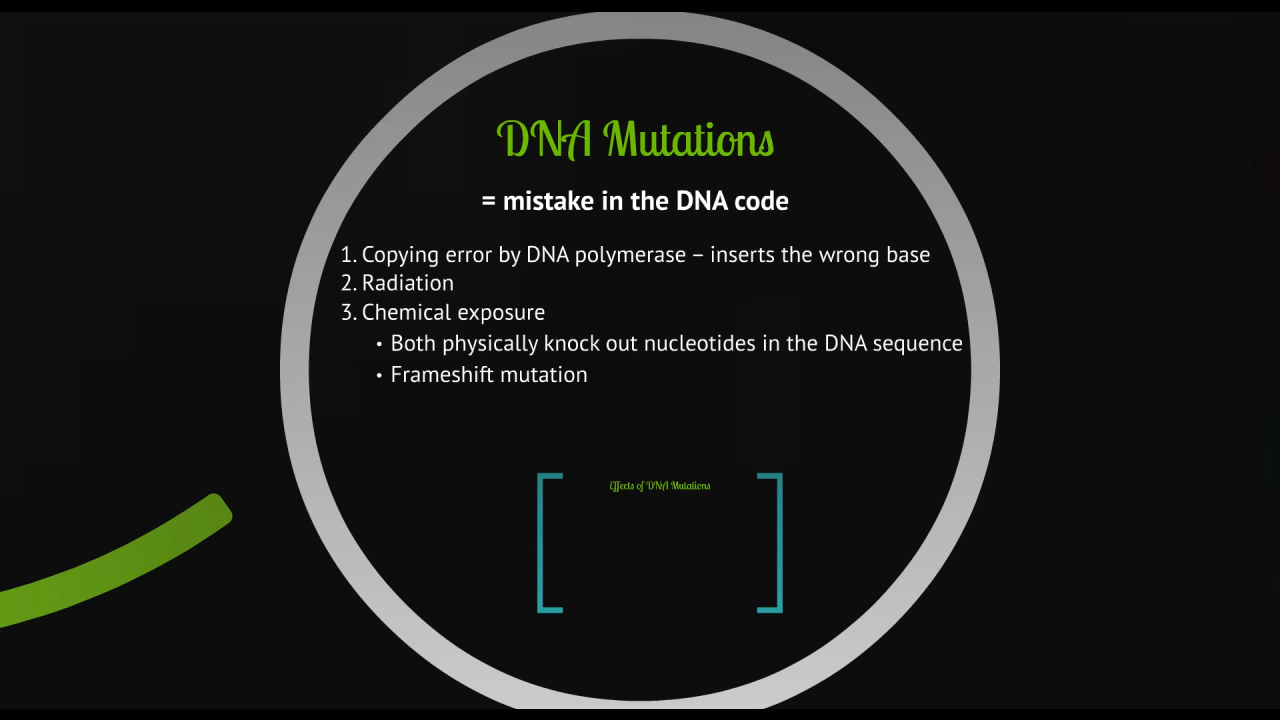 DNA Mutations
= mistake in the DNA code
1. Copying error by DNA polymerase – inserts the wrong base
2. Radiation
3. Chemical exposure
• Both physically knock out nucleotides in the DNA sequence
• Frameshift mutation
Effects of DNA Mutations